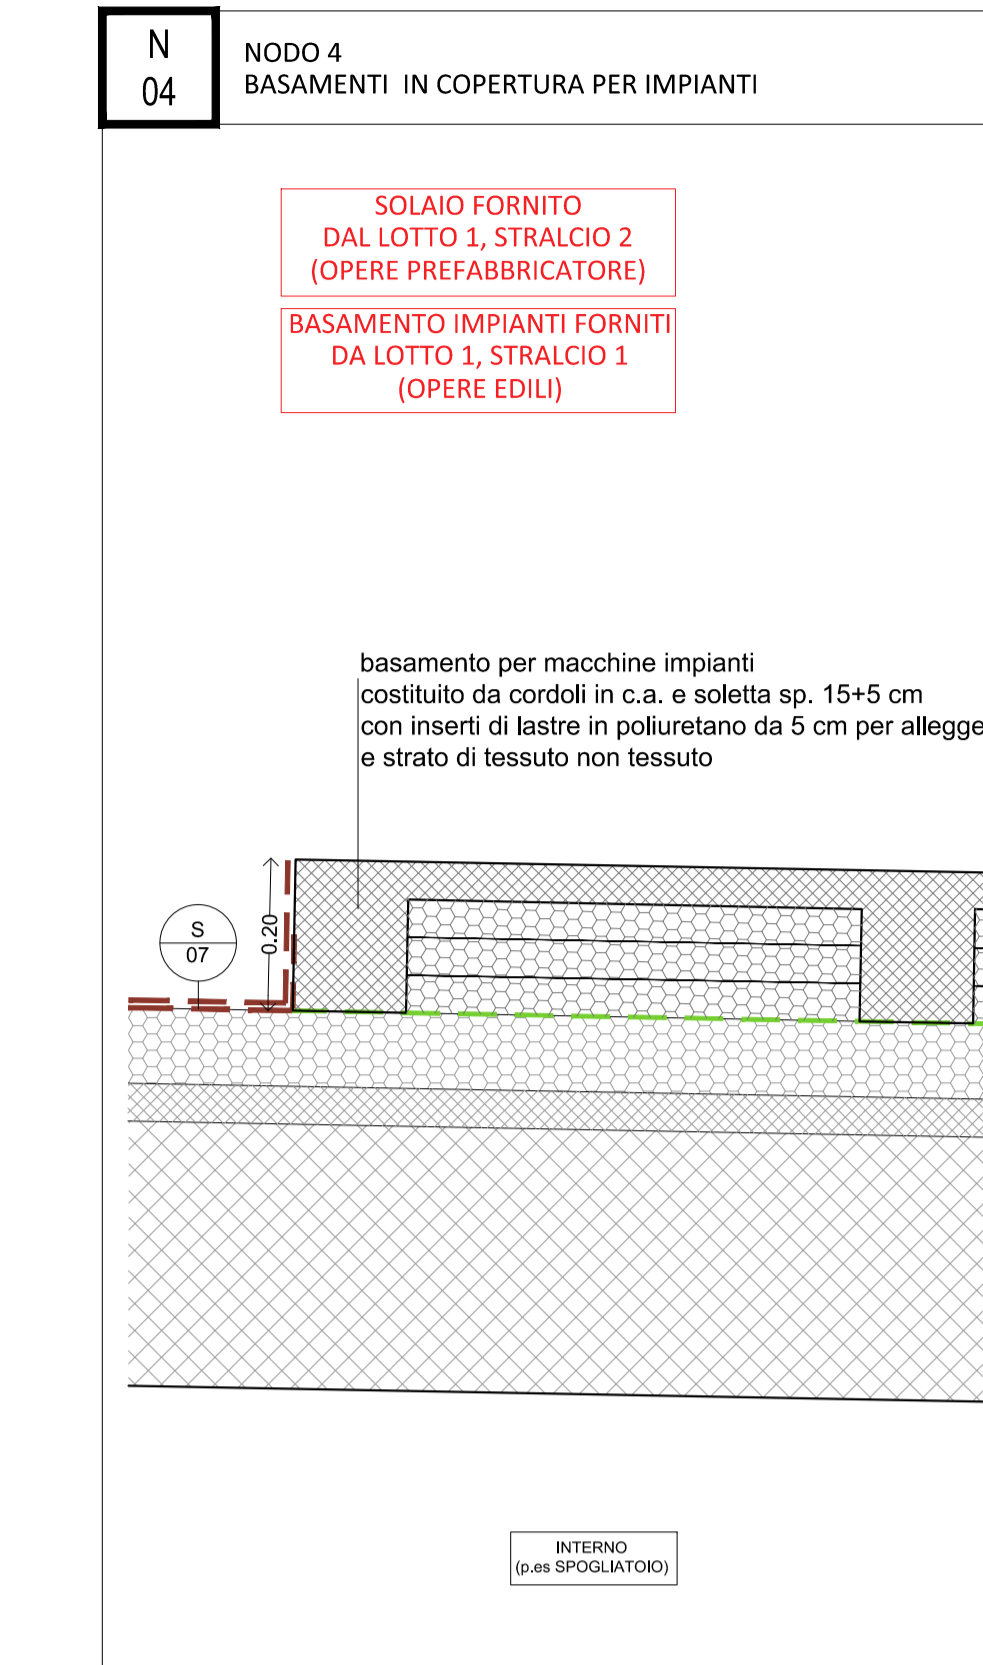 N
04
NODO 4
BASAMENTI IN COPERTURA PER IMPIANTI
SOLAIO FORNITO
DAL LOTTO 1, STRALCIO 2
(OPERE PREFABBRICATORE)
BASAMENTO IMPIANTI FORNITI
DA LOTTO 1, STRALCIO 1
(OPERE EDILI)
basamento per macchine impianti
costituito da cordoli in c.a. e soletta sp. 15+5 cm
con inserti di lastre in poliuretano da 5 cm per allegge
e strato di tessuto non tessuto
0.20
S
07
INTERNO
(p.es SPOGLIATOIO)